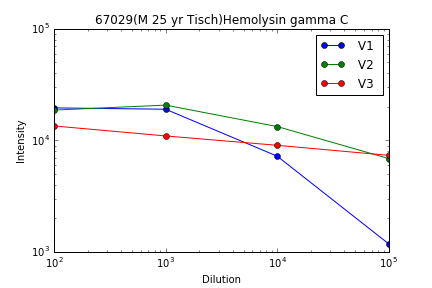 67029(M 25 yr Tisch)Hemolysin gamma C
10^5
10^4
10^3
Intensity
V1
V2
V3
10^2 10^3 10^4 10^5
Dilution